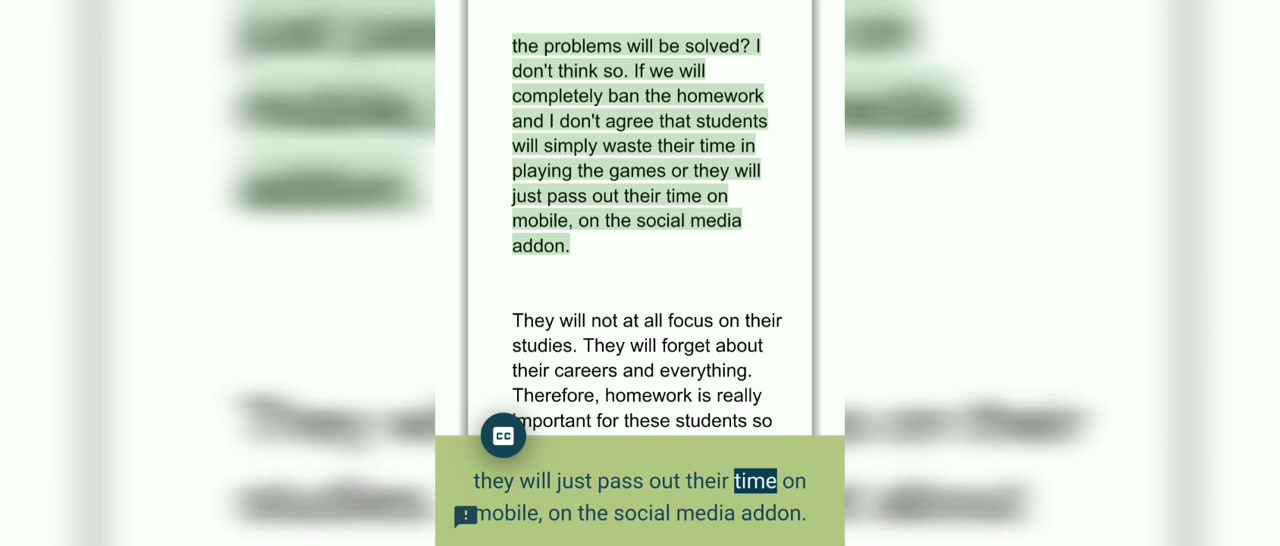 the problems will be solved? I
don't think so. If we will
completely ban the homework
and I don't agree that students
will simply waste their time in
playing the games or they will
just pass out their time on
mobile, on the social media
addon.
They will not at all focus on their
studies. They will forget about
their careers and everything.
Therefore, homework is really
important for these students so
CC
they will just pass out their time on
mobile, on the social media addon.